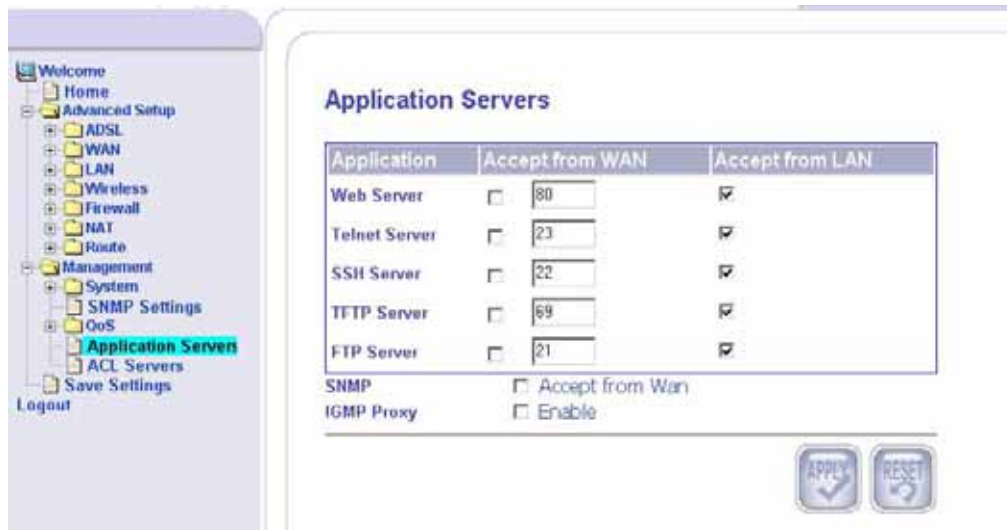 Welcome
Home
Advanced Setup
ADSL
WAN
LAN
Wireless
Firewall
NAT
Route
Management
System
SNMP Settings
QoS
Application Servers
ACL Servers
Save Settings
Logout
Application Servers
Application Accept from WAN Accept from LAN
Web Server 80
Telnet Server 23
SSH Server 22
TFTP Server 69
FTP Server 21
SNMP Accept from Wan
IGMP Proxy Enable
APPLY RESET